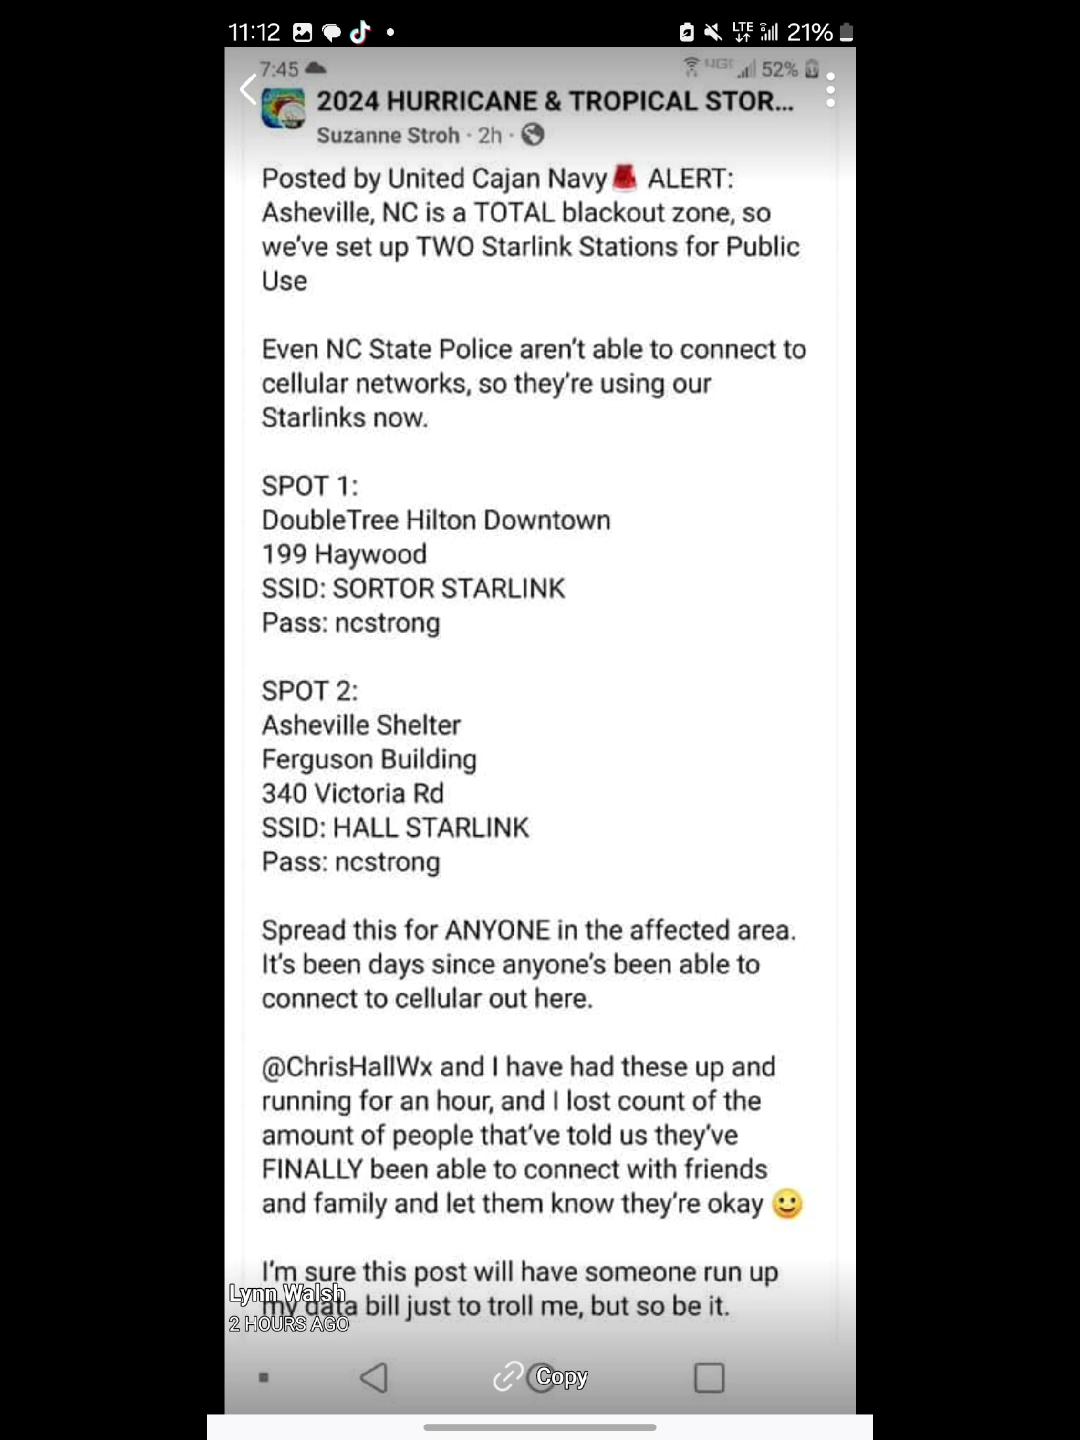 11:12
LTE
21%
7:45
52%
2024 HURRICANE & TROPICAL STOR...
Suzanne Stroh · 2h ·
Posted by United Cajan Navy ALERT:
Asheville, NC is a TOTAL blackout zone, so
we've set up TWO Starlink Stations for Public
Use
Even NC State Police aren't able to connect to
cellular networks, so they're using our
Starlinks now.
SPOT 1:
DoubleTree Hilton Downtown
199 Haywood
SSID: SORTOR STARLINK
Pass: ncstrong
SPOT 2:
Asheville Shelter
Ferguson Building
340 Victoria Rd
SSID: HALL STARLINK
Pass: ncstrong
Spread this for ANYONE in the affected area.
It's been days since anyone's been able to
connect to cellular out here.
@ChrisHallWx and I have had these up and
running for an hour, and I lost count of the
amount of people that've told us they've
FINALLY been able to connect with friends
and family and let them know they're okay 🙂
I'm sure this post will have someone run up
Lynn Walsh
my data bill just to troll me, but so be it.
2 HOURS AGO
Copy